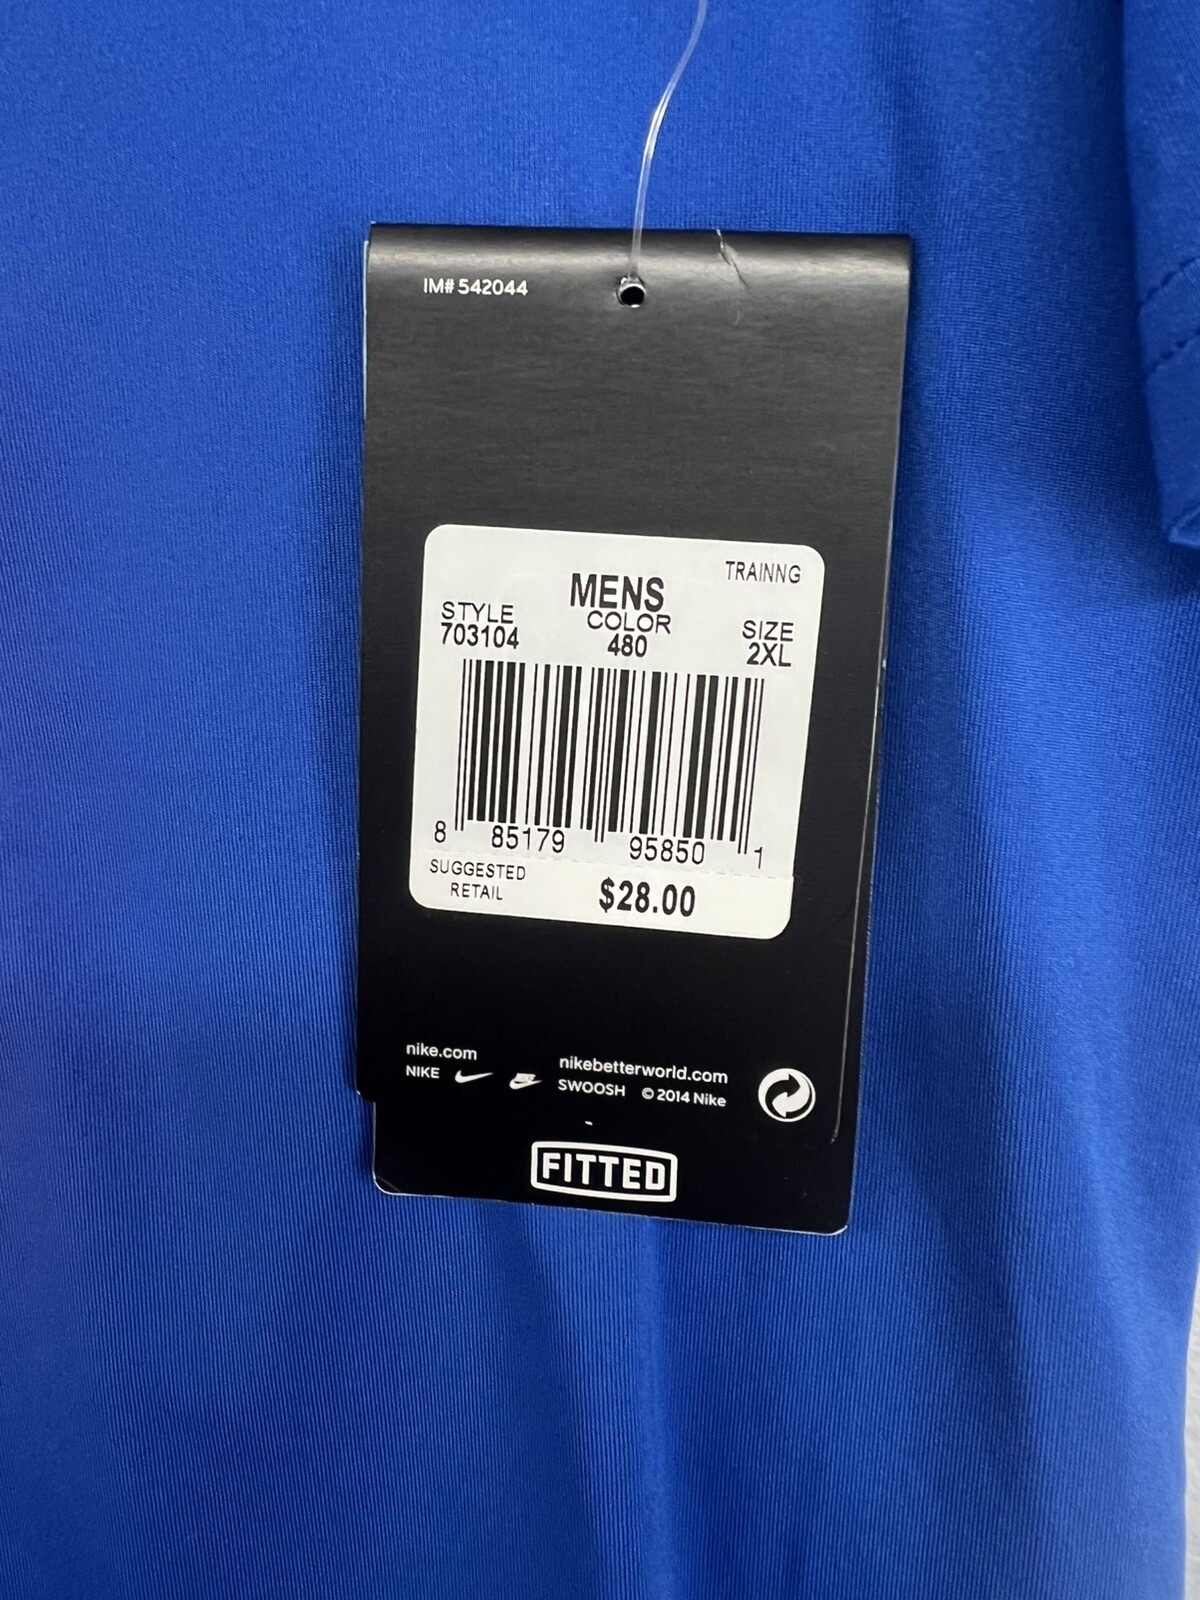 IM# 542044
TRAINNG
MENS
STYLE COLOR SIZE
703104 480 2XL
8 85179 95850 1
SUGGESTED
RETAIL
$28.00
nike.com nikebetterworld.com
NIKE SWOOSH © 2014 Nike
FITTED